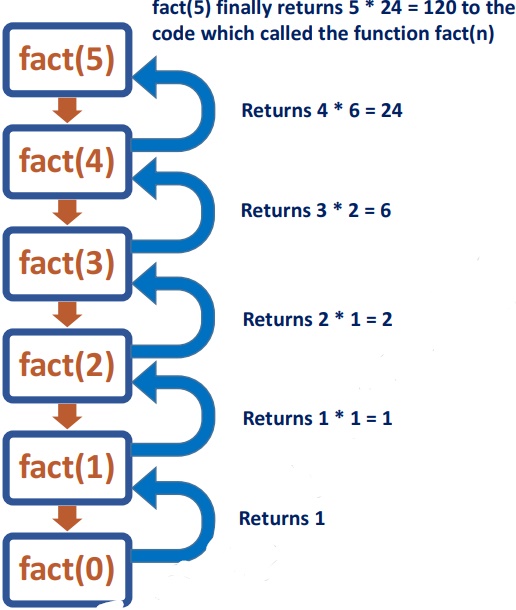 fact(5) finally returns 5 * 24 = 120 to the
code which called the function fact(n)
fact(5)
Returns 4 * 6 = 24
fact(4)
Returns 3 * 2 = 6
fact(3)
Returns 2 * 1 = 2
fact(2)
Returns 1 * 1 = 1
fact(1)
Returns 1
fact(0)